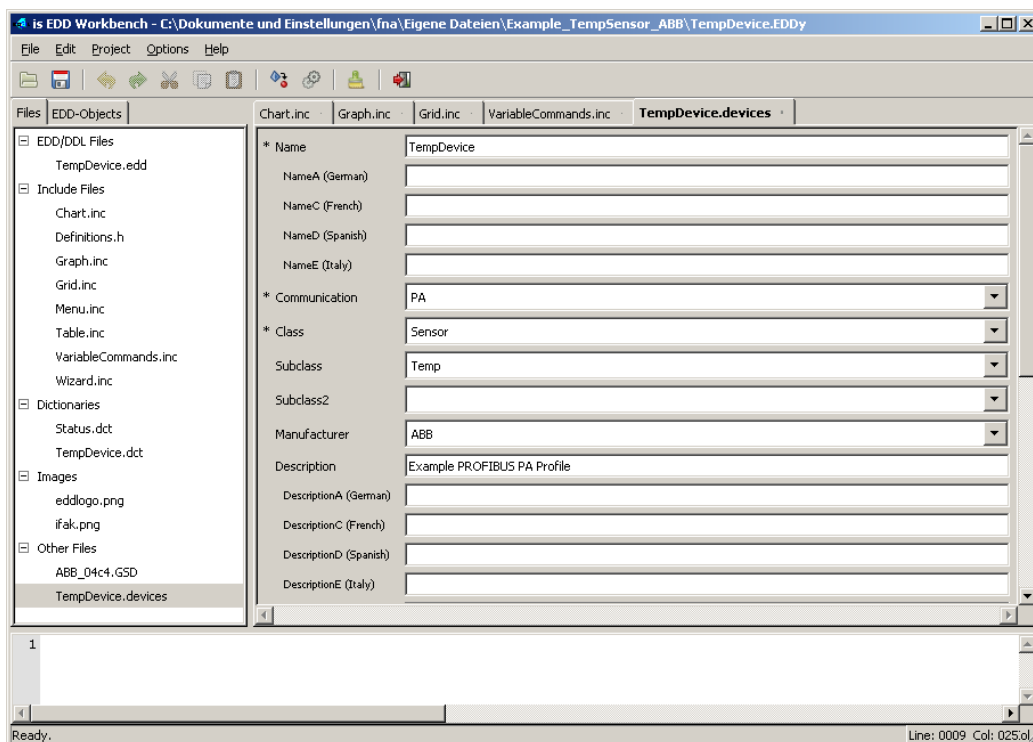 is EDD Workbench - C:\Dokumente und Einstellungen\fna\Eigene Dateien\Example_TempSensor_ABB\TempDevice.EDDy
File Edit Project Options Help
Files EDD-Objects
Chart.inc Graph.inc Grid.inc VariableCommands.inc TempDevice.devices
EDD/DDL Files
TempDevice.edd
Include Files
Chart.inc
Definitions.h
Graph.inc
Grid.inc
Menu.inc
Table.inc
VariableCommands.inc
Wizard.inc
Dictionaries
Status.dct
TempDevice.dct
Images
eddlogo.png
ifak.png
Other Files
ABB_04c4.GSD
TempDevice.devices
* Name TempDevice
NameA (German)
NameC (French)
NameD (Spanish)
NameE (Italy)
* Communication PA
* Class Sensor
Subclass Temp
Subclass2
Manufacturer ABB
Description Example PROFIBUS PA Profile
DescriptionA (German)
DescriptionC (French)
DescriptionD (Spanish)
DescriptionE (Italy)
1
Ready. Line: 0009 Col: 025